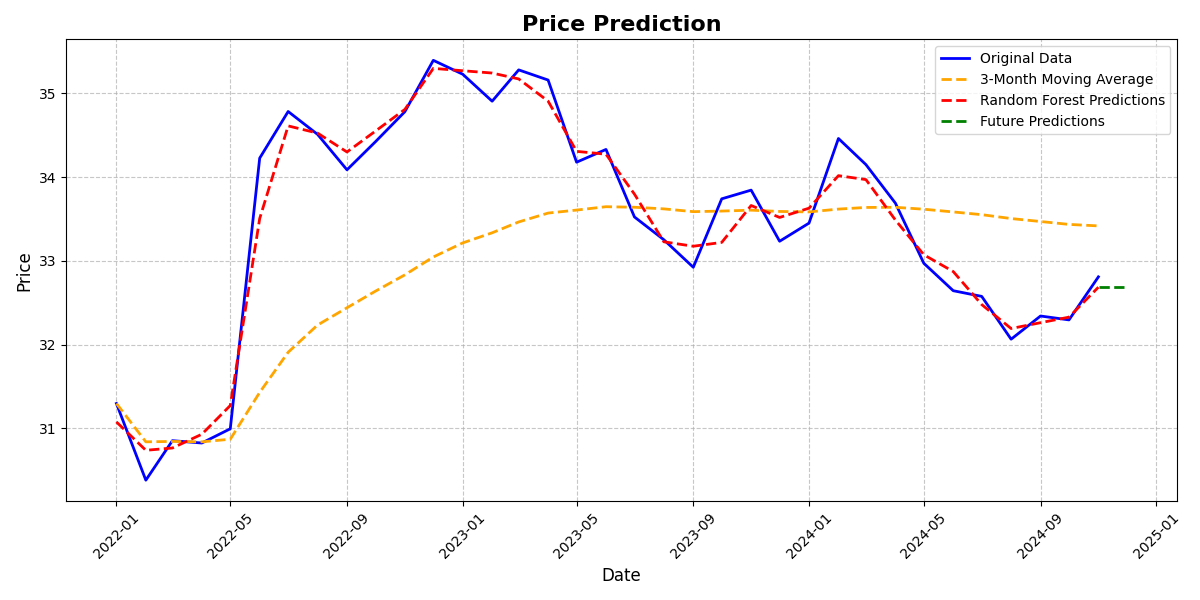 Price Prediction
Original Data
3-Month Moving Average
Random Forest Predictions
Future Predictions
Price
35
34
33
32
31
2022-01
2022-05
2022-09
2023-01
2023-05
2023-09
2024-01
2024-05
2024-09
2025-01
Date